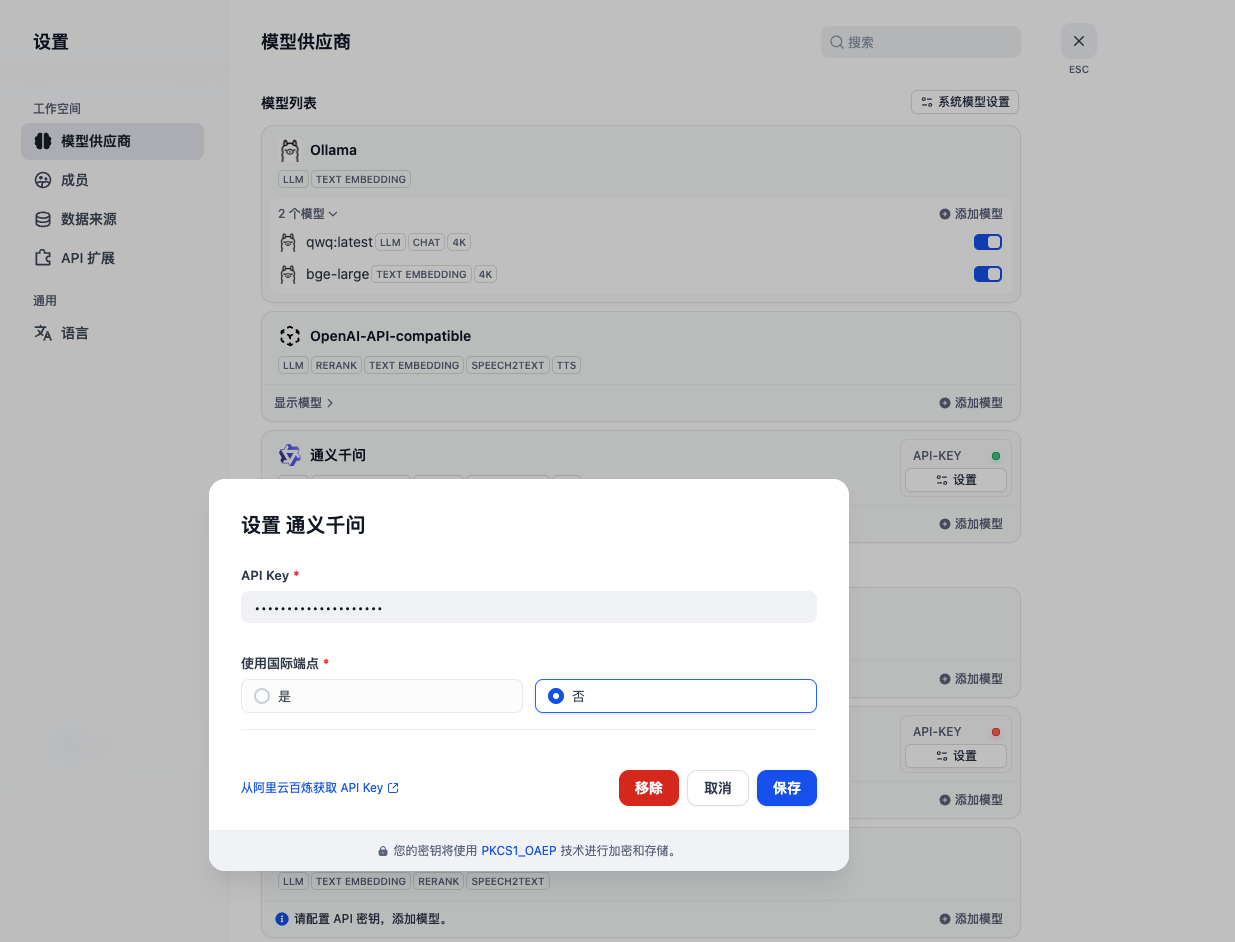 设置
工作空间
模型供应商
成员
数据来源
API 扩展
通用
语言
模型供应商
搜索
ESC
模型列表
系统模型设置
Ollama
LLM TEXT EMBEDDING
2 个模型
添加模型
qwq:latest LLM CHAT 4K
bge-large TEXT EMBEDDING 4K
OpenAI-API-compatible
LLM RERANK TEXT EMBEDDING SPEECH2TEXT TTS
显示模型
添加模型
通义千问
API-KEY
设置
添加模型
设置 通义千问
API Key *
••••••••••••••••••••
使用国际端点 *
是
否
从阿里云百炼获取 API Key
移除
取消
保存
您的密钥将使用 PKCS1_OAEP 技术进行加密和存储。
添加模型
API-KEY
设置
添加模型
LLM TEXT EMBEDDING RERANK SPEECH2TEXT
请配置 API 密钥，添加模型。
添加模型